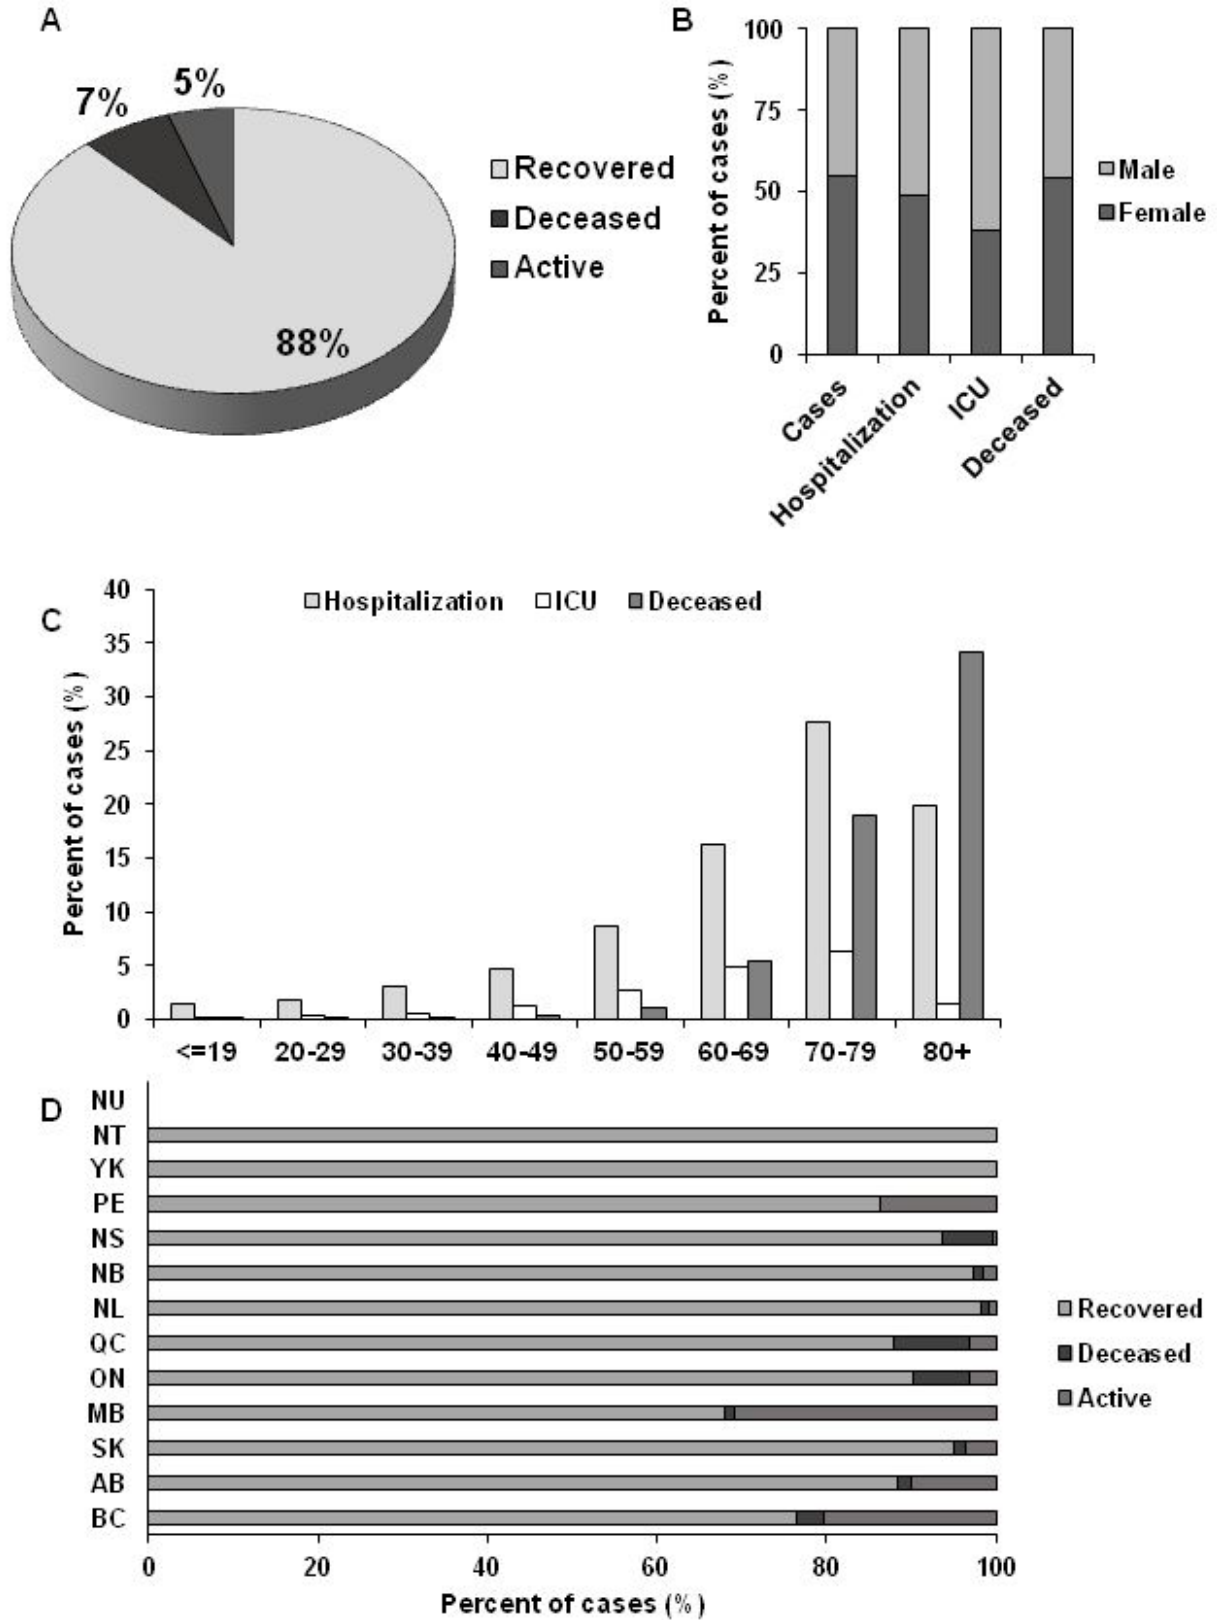 A
7%
5%
88%
Recovered
Deceased
Active
B
Percent of cases (%)
100
75
50
25
0
Cases
Hospitalization
ICU
Deceased
Male
Female
C
Percent of cases (%)
40
35
30
25
20
15
10
5
0
Hospitalization ICU Deceased
<=19 20-29 30-39 40-49 50-59 60-69 70-79 80+
D
NU
NT
YK
PE
NS
NB
NL
QC
ON
MB
SK
AB
BC
0 20 40 60 80 100
Percent of cases (%)
Recovered
Deceased
Active